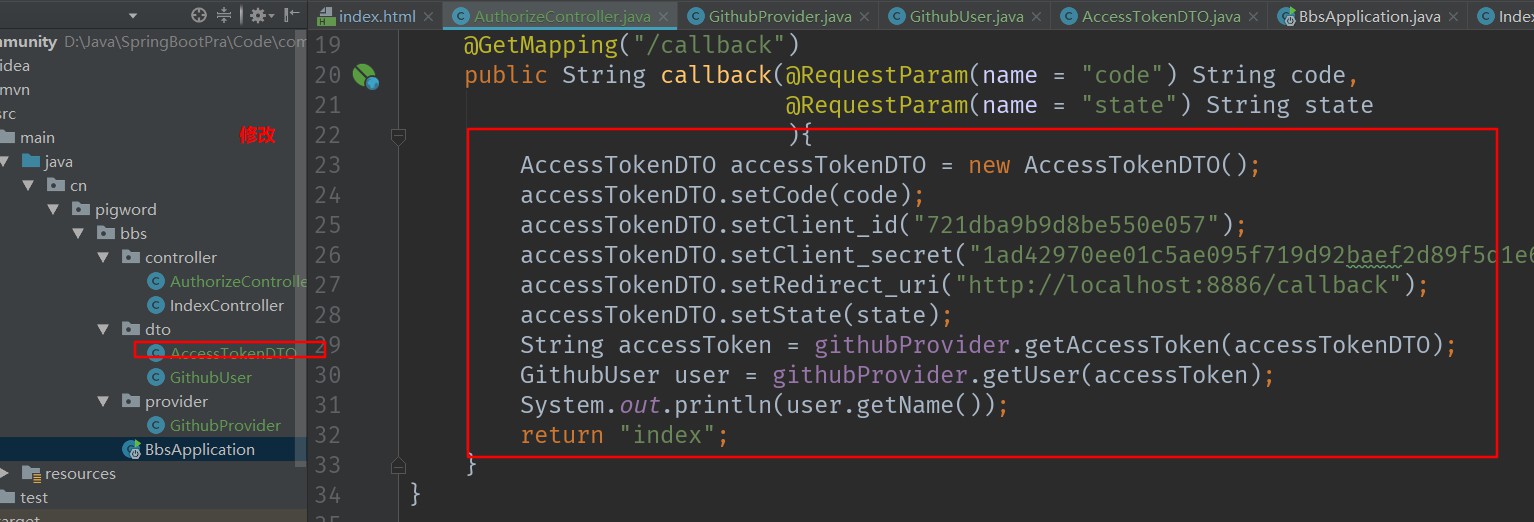 index.html AuthorizeController.java GithubProvider.java GithubUser.java AccessTokenDTO.java BbsApplication.java Index
mmunity D:\Java\SpringBootPra\Code\com
idea
mvn
src
main
修改
java
cn
pigword
bbs
controller
AuthorizeControlle
IndexController
dto
AccessTokenDTO
GithubUser
provider
GithubProvider
BbsApplication
resources
test
target
19 @GetMapping("/callback")
20 public String callback(@RequestParam(name = "code") String code,
21 @RequestParam(name = "state") String state
22 ){
23 AccessTokenDTO accessTokenDTO = new AccessTokenDTO();
24 accessTokenDTO.setCode(code);
25 accessTokenDTO.setClient_id("721dba9b9d8be550e057");
26 accessTokenDTO.setClient_secret("1ad42970ee01c5ae095f719d92baef2d89f5d1e6
27 accessTokenDTO.setRedirect_uri("http://localhost:8886/callback");
28 accessTokenDTO.setState(state);
29 String accessToken = githubProvider.getAccessToken(accessTokenDTO);
30 GithubUser user = githubProvider.getUser(accessToken);
31 System.out.println(user.getName());
32 return "index";
33 }
34 }